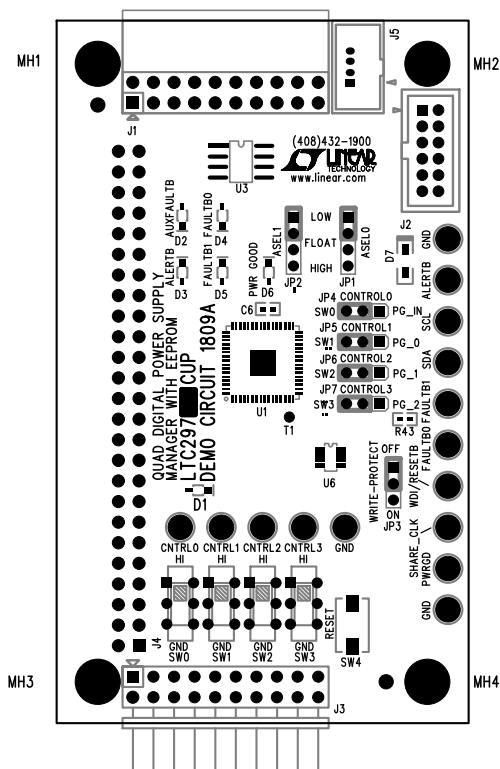 MH1
MH2
J5
J1
(408)432-1900
LINEAR
TECHNOLOGY
www.linear.com
U3
AUXFAULTB
D2
FAULTB0
D4
ALERTB
D3
FAULTB1
D5
PWR GOOD
D6
ASEL1
JP2
LOW
FLOAT
HIGH
ASEL0
JP1
J2
D7
GND
ALERTB
SCL
SDA
FAULTB1
FAULTB0
WDI/RESETB
SHARE_CLK
PWRGD
GND
C6
JP4 CONTROL0
SW0
PG_IN
JP5 CONTROL1
SW1
PG_0
JP6 CONTROL2
SW2
PG_1
JP7 CONTROL3
SW3
PG_2
R43
U1
T1
QUAD DIGITAL POWER SUPPLY
MANAGER WITH EEPROM
LTC297 CUP
DEMO CIRCUIT 1809A
D1
U6
WRITE-PROTECT
OFF
ON
JP3
CNTRL0
HI
CNTRL1
HI
CNTRL2
HI
CNTRL3
HI
GND
GND
SW0
GND
SW1
GND
SW2
GND
SW3
RESET
SW4
J4
MH3
MH4
J3